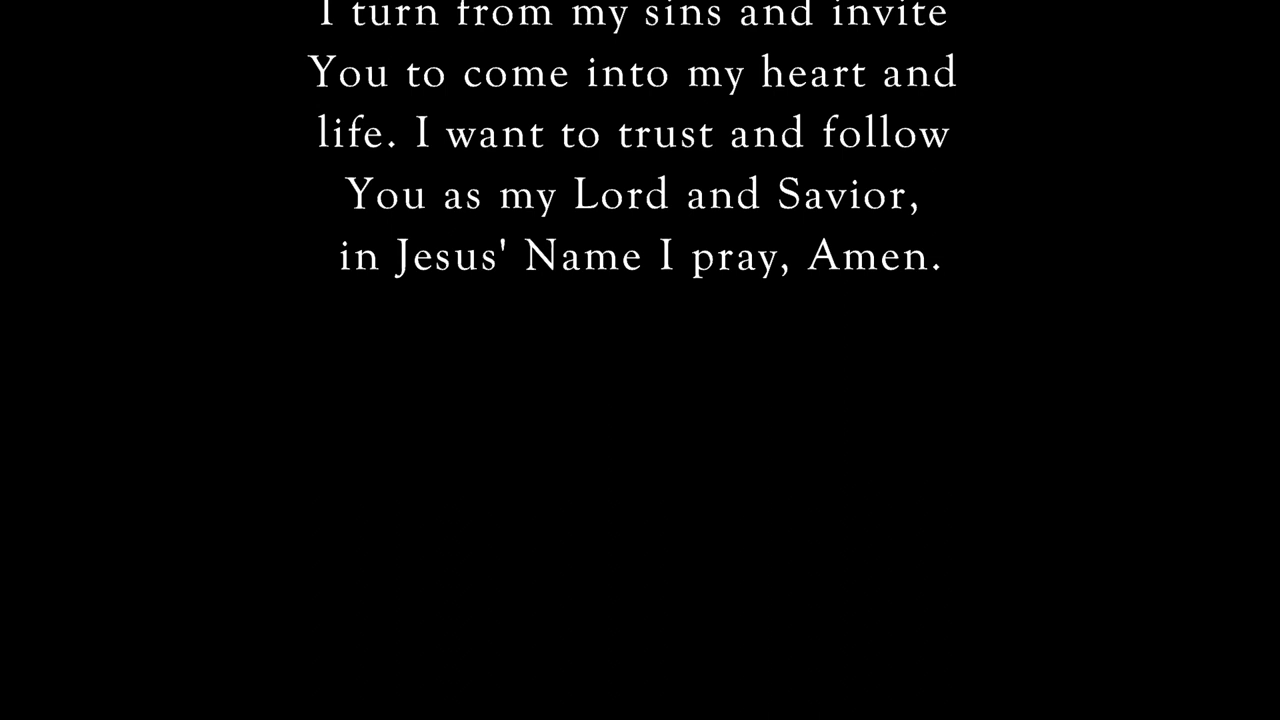 I turn from my sins and invite
You to come into my heart and
life. I want to trust and follow
You as my Lord and Savior,
in Jesus' Name I pray, Amen.